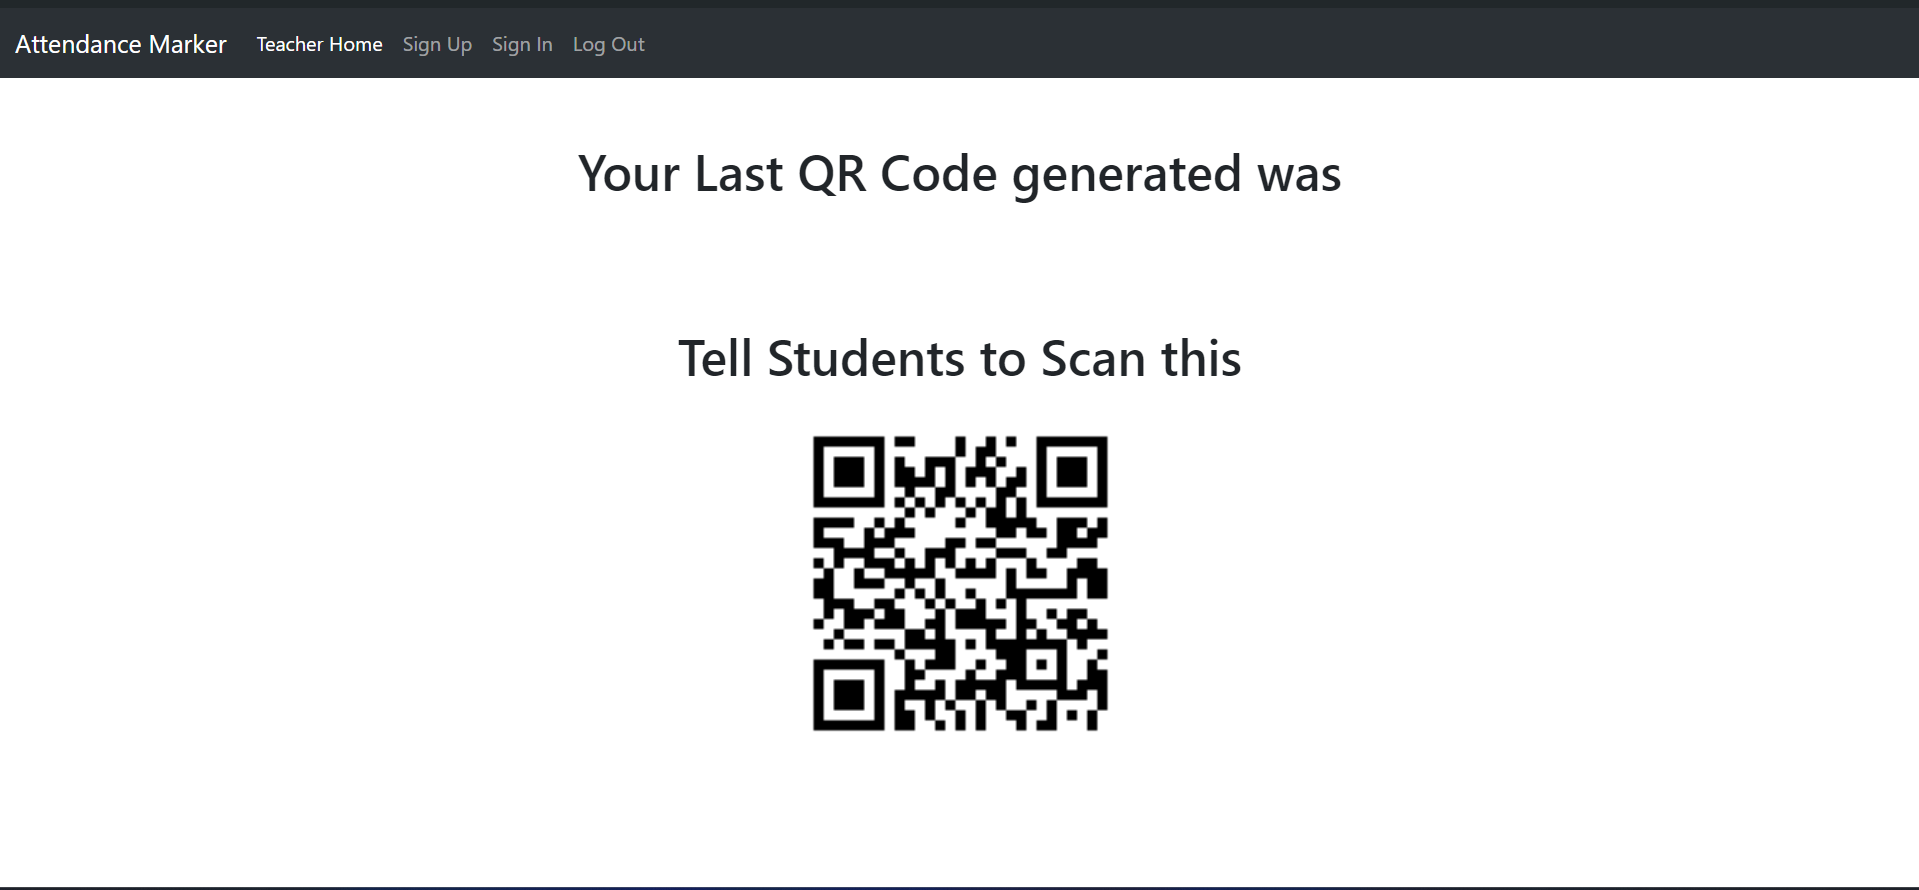 Attendance Marker Teacher Home Sign Up Sign In Log Out
Your Last QR Code generated was
Tell Students to Scan this